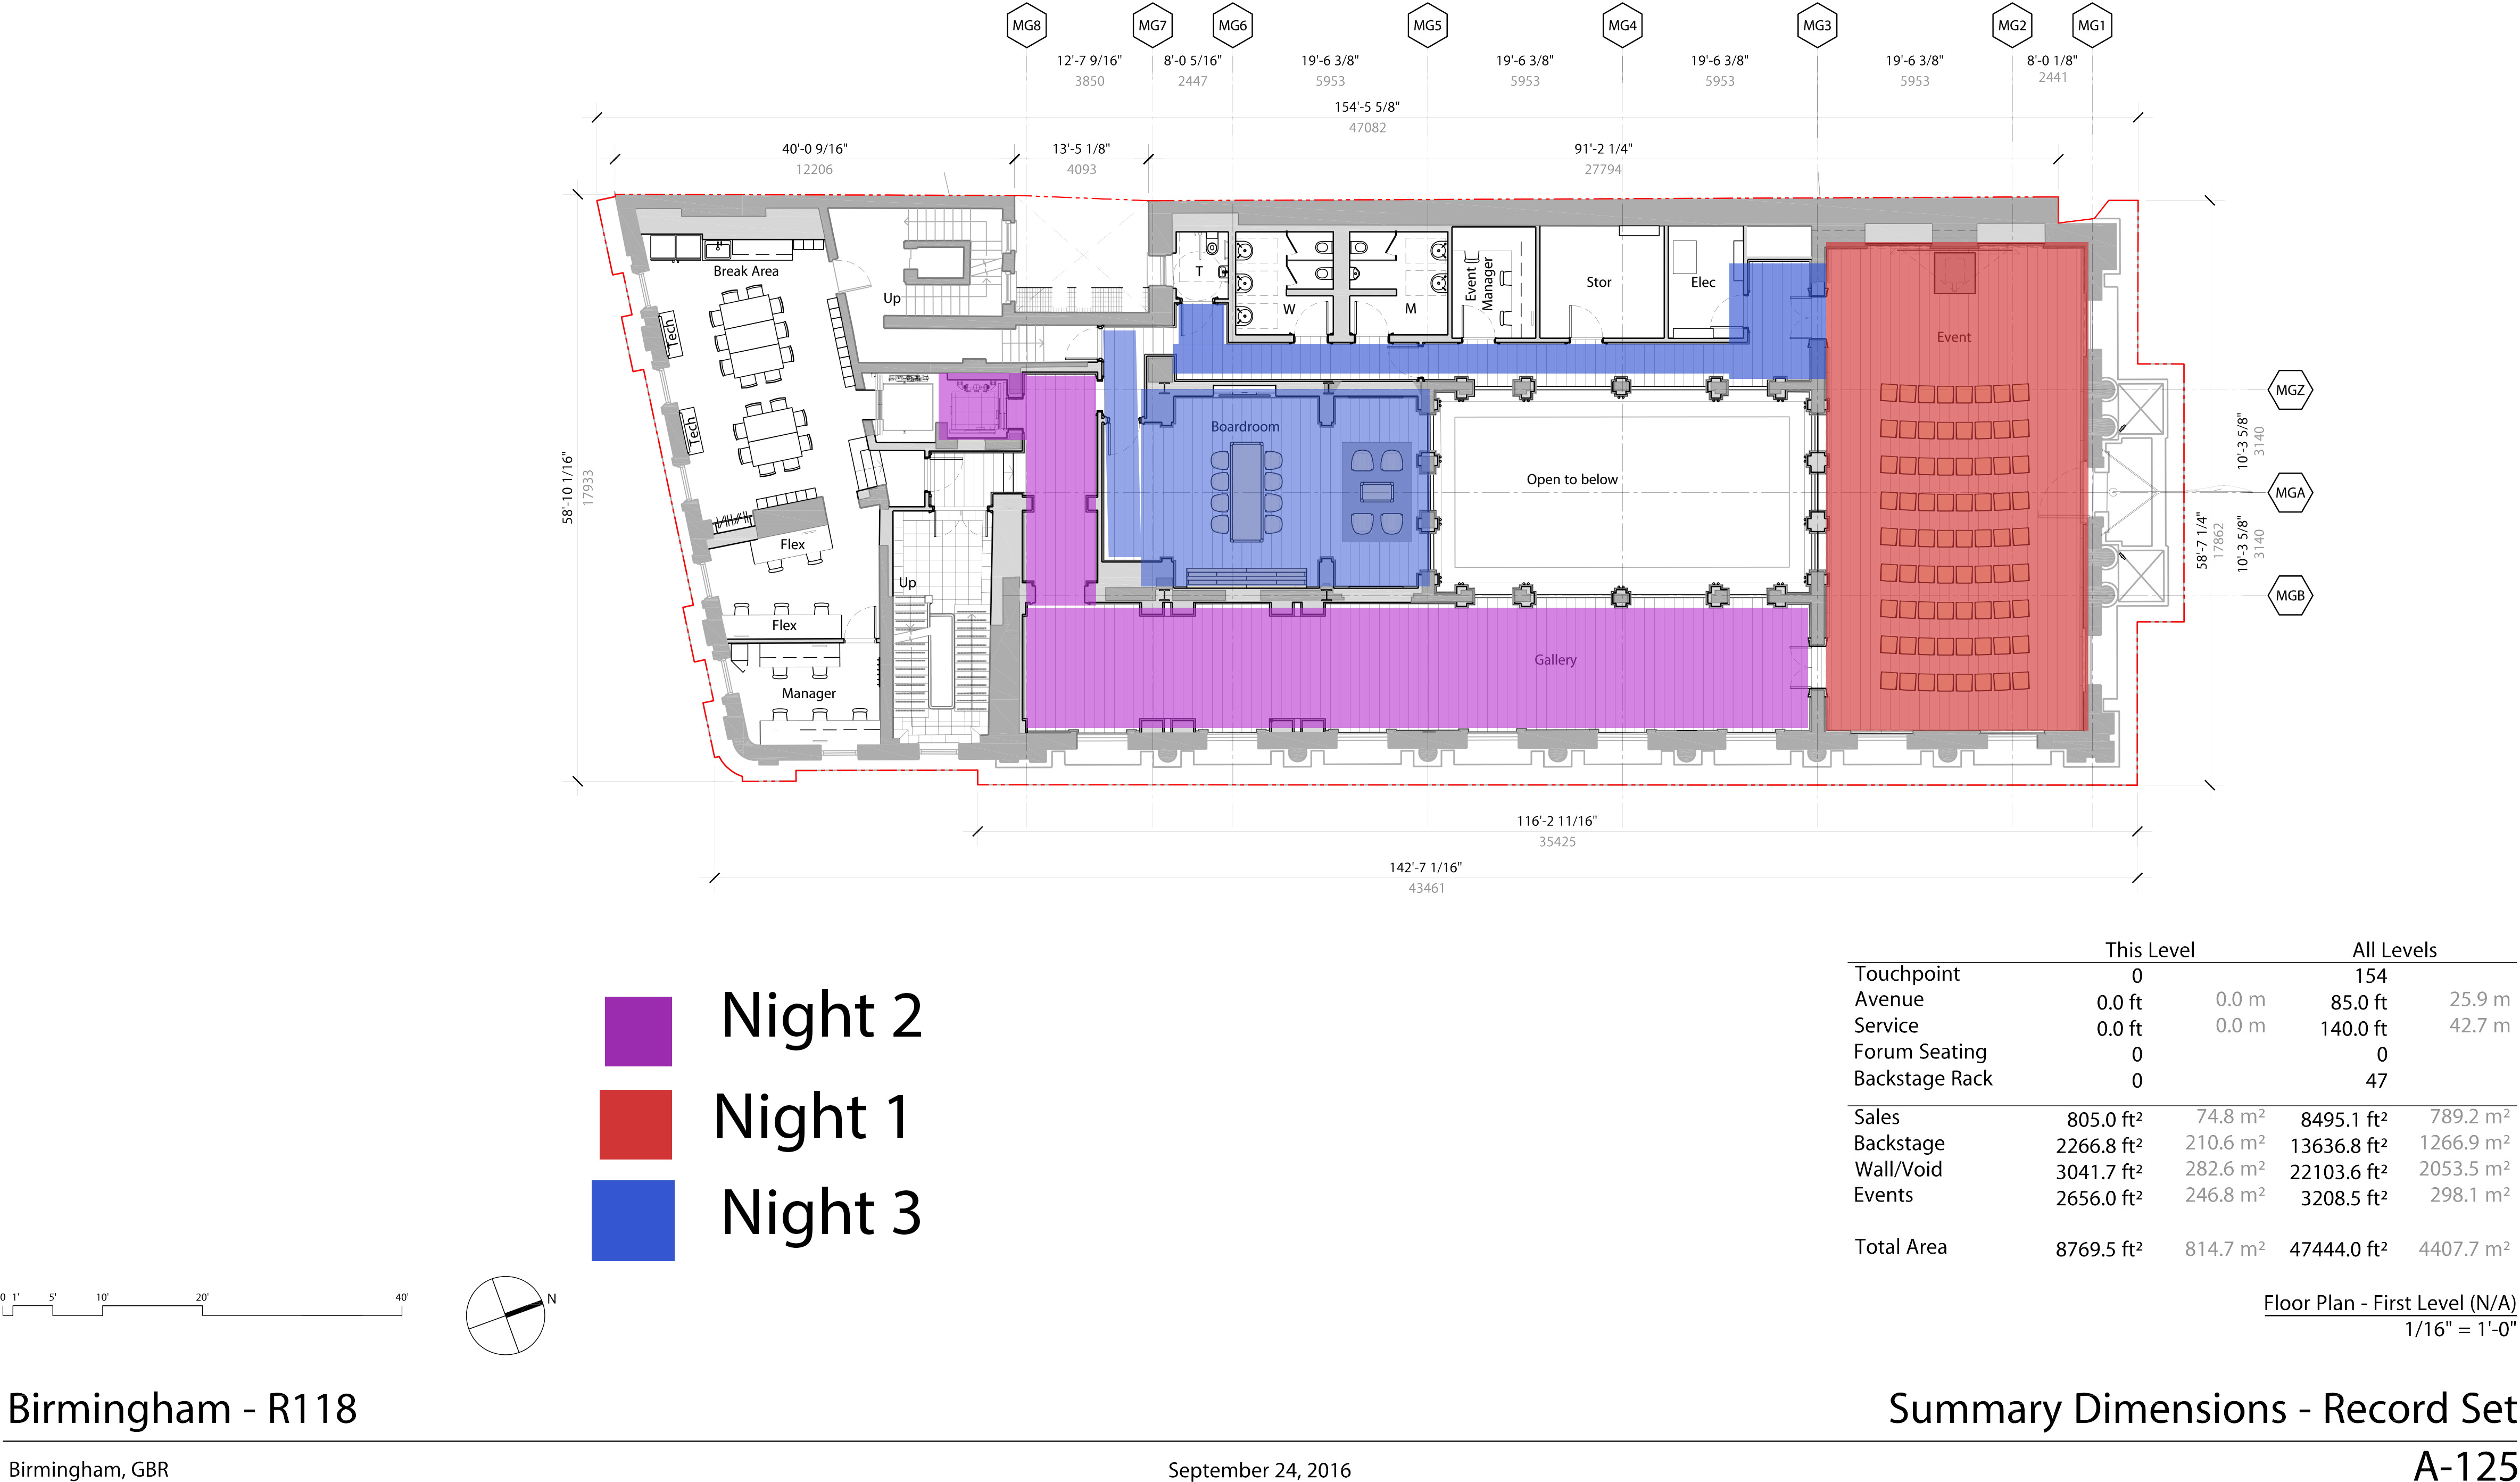 MG8 MG7 MG6 MG5 MG4 MG3 MG2 MG1
12'-7 9/16" 8'-0 5/16" 19'-6 3/8" 19'-6 3/8" 19'-6 3/8" 19'-6 3/8" 8'-0 1/8"
3850 2447 5953 5953 5953 5953 2441
154'-5 5/8"
47082
40'-0 9/16" 13'-5 1/8" 91'-2 1/4"
12206 4093 27794
58'-10 1/16"
17933
Break Area
Tech
Tech
Up
T
W
M
Event
Manager
Stor
Elec
Event
Boardroom
Open to below
Flex
Flex
Up
Manager
Gallery
MGZ
10'-3 5/8"
3140
MGA
58'-7 1/4"
17862
10'-3 5/8"
3140
MGB
116'-2 11/16"
35425
142'-7 1/16"
43461
Night 2
Night 1
Night 3
This Level All Levels
Touchpoint 0 154
Avenue 0.0 ft 0.0 m 85.0 ft 25.9 m
Service 0.0 ft 0.0 m 140.0 ft 42.7 m
Forum Seating 0 0
Backstage Rack 0 47
Sales 805.0 ft² 74.8 m² 8495.1 ft² 789.2 m²
Backstage 2266.8 ft² 210.6 m² 13636.8 ft² 1266.9 m²
Wall/Void 3041.7 ft² 282.6 m² 22103.6 ft² 2053.5 m²
Events 2656.0 ft² 246.8 m² 3208.5 ft² 298.1 m²
Total Area 8769.5 ft² 814.7 m² 47444.0 ft² 4407.7 m²
0 1' 5' 10' 20' 40'
N
Floor Plan - First Level (N/A)
1/16" = 1'-0"
Birmingham - R118
Summary Dimensions - Record Set
Birmingham, GBR
September 24, 2016
A-125